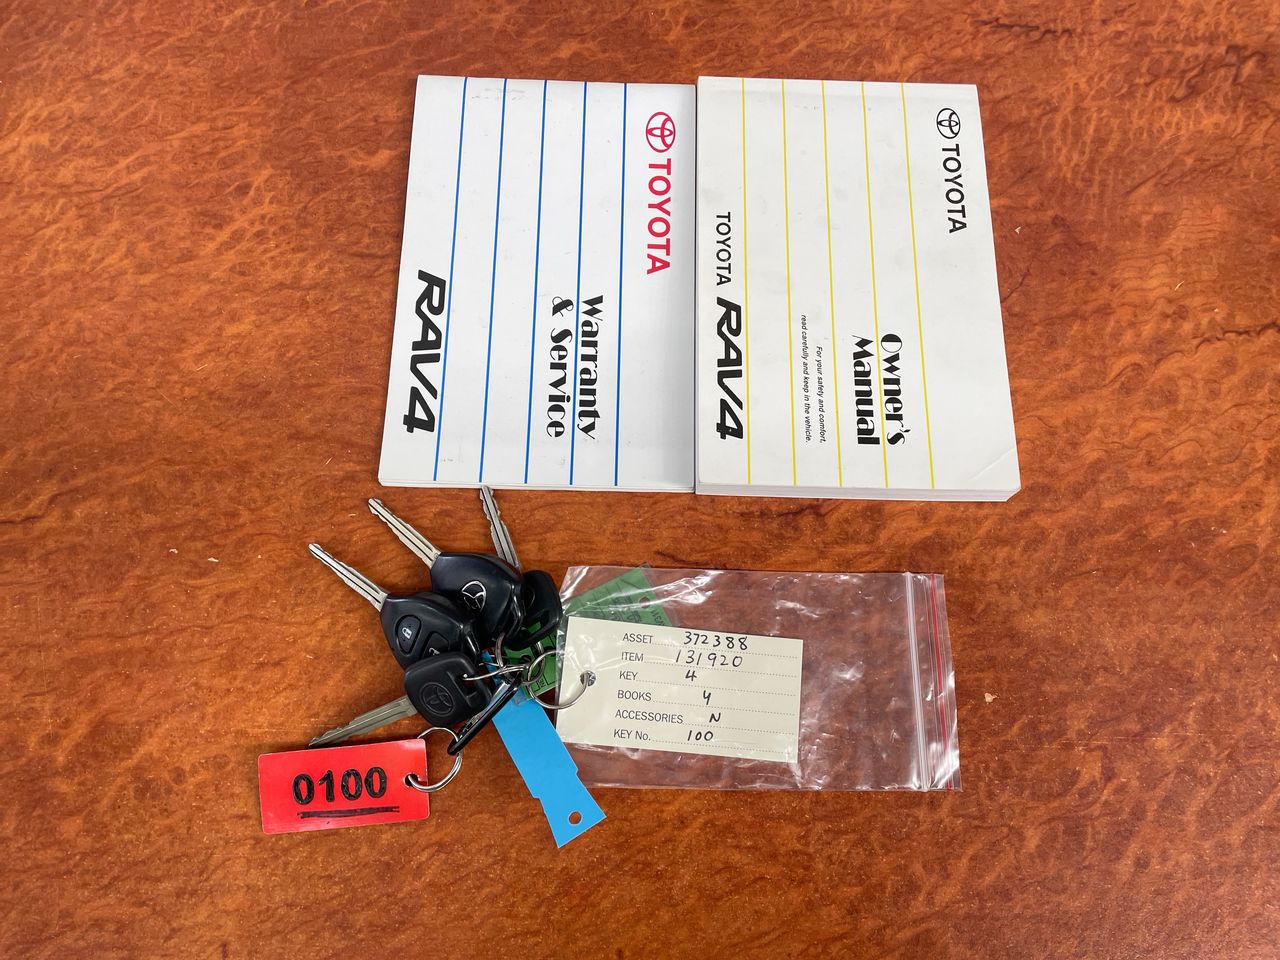 TOYOTA
Warranty
& Service
RAV4
TOYOTA
Owner's
Manual
For your safety and comfort,
read carefully and keep in the vehicle.
TOYOTA RAV4
ASSET 372388
ITEM 131920
KEY 4
BOOKS Y
ACCESSORIES N
KEY No. 100
0100